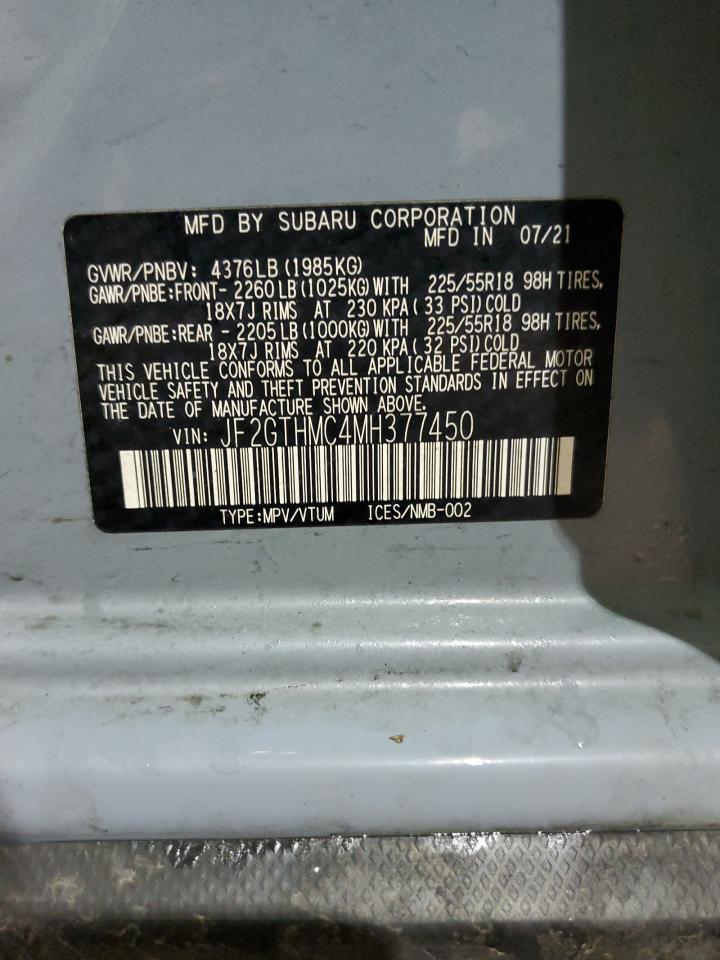 MFD BY SUBARU CORPORATION
MFD IN 07/21
GVWR/PNBV: 4376LB (1985KG)
GAWR/PNBE:FRONT- 2260 LB (1025KG) WITH 225/55R18 98H TIRES,
18X7J RIMS AT 230 KPA ( 33 PSI) COLD
GAWR/PNBE:REAR - 2205 LB (1000KG) WITH 225/55R18 98H TIRES,
18X7J RIMS AT 220 KPA ( 32 PSI) COLD
THIS VEHICLE CONFORMS TO ALL APPLICABLE FEDERAL MOTOR
VEHICLE SAFETY AND THEFT PREVENTION STANDARDS IN EFFECT ON
THE DATE OF MANUFACTURE SHOWN ABOVE.
VIN: JF2GTHMC4MH377450
TYPE:MPV/VTUM ICES/NMB-002